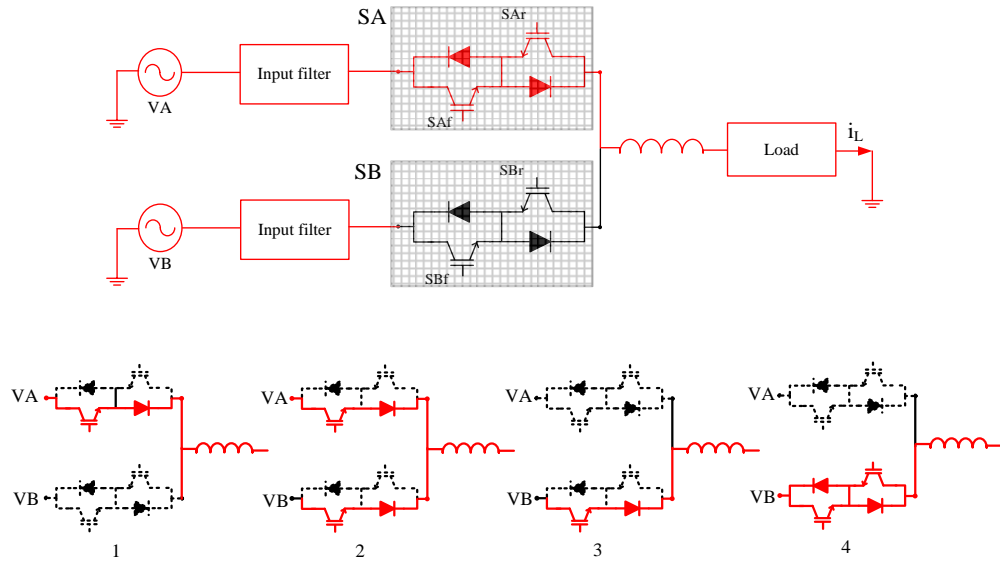 SA
SAr
Input filter
VA
SAf
iL
Load
SB
SBr
Input filter
VB
SBf
VA
VB
1
VA
VB
2
VA
VB
3
VA
VB
4